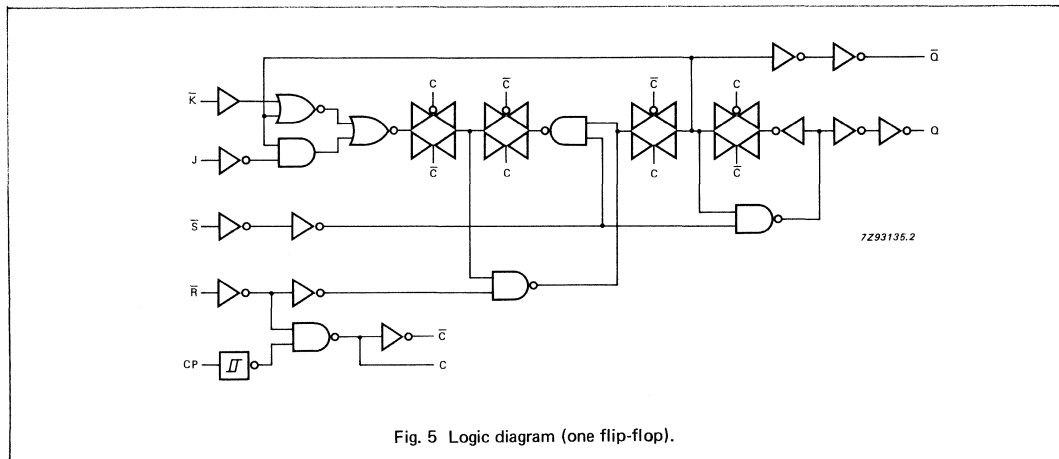 C
C̅
C̅
C
Q̅
K̅
J
C̅
C
C
C̅
Q
S̅
7Z93135.2
R̅
C̅
CP
C
Fig. 5 Logic diagram (one flip-flop).